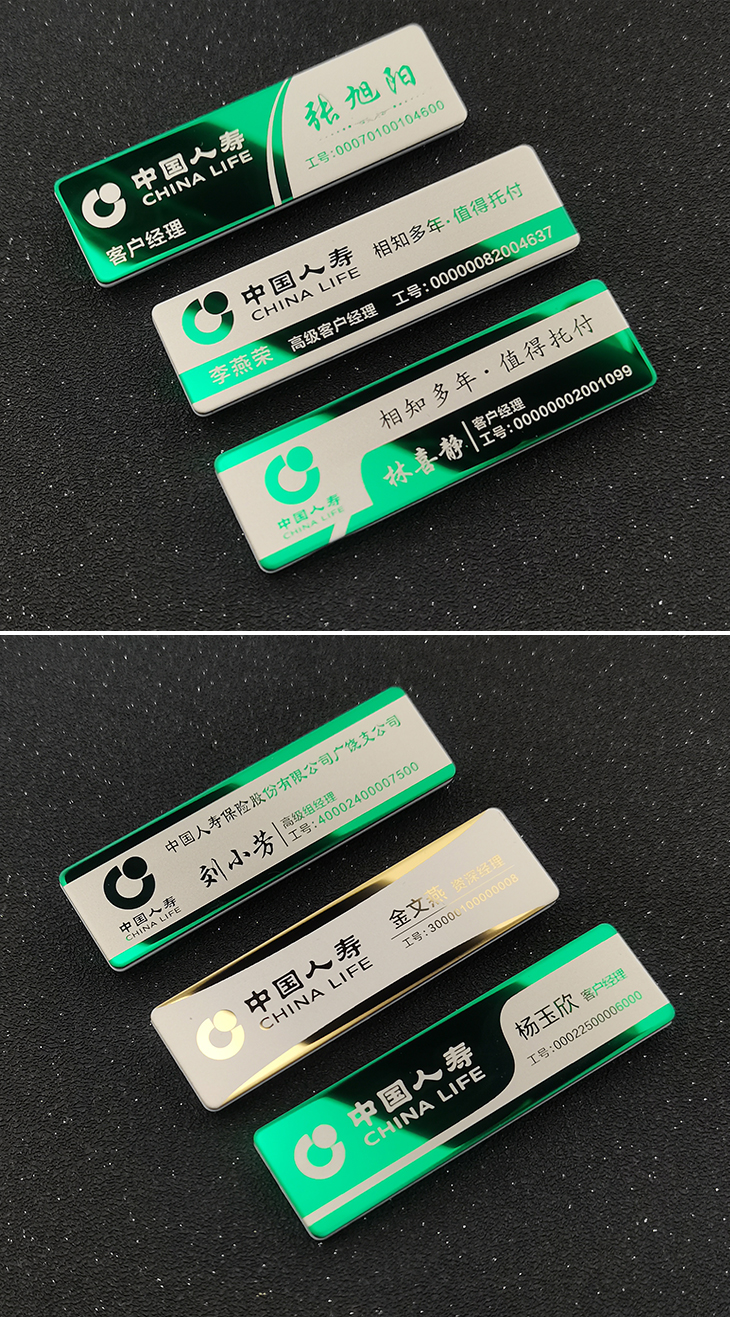 张旭阳
工号:00070100104600
中国人寿
CHINA LIFE
客户经理
相知多年·值得托付
中国人寿
CHINA LIFE
高级客户经理 工号:00000082004637
李燕荣
相知多年·值得托付
客户经理
林喜静 工号:00000002001099
中国人寿
CHINA LIFE
中国人寿保险股份有限公司广饶支公司
高级组经理
刘小芳 工号:40002400007500
中国人寿
CHINA LIFE
金文燕 资深经理
工号:30000100000008
中国人寿
CHINA LIFE
杨玉欣 客户经理
工号:00022500006000
中国人寿
CHINA LIFE